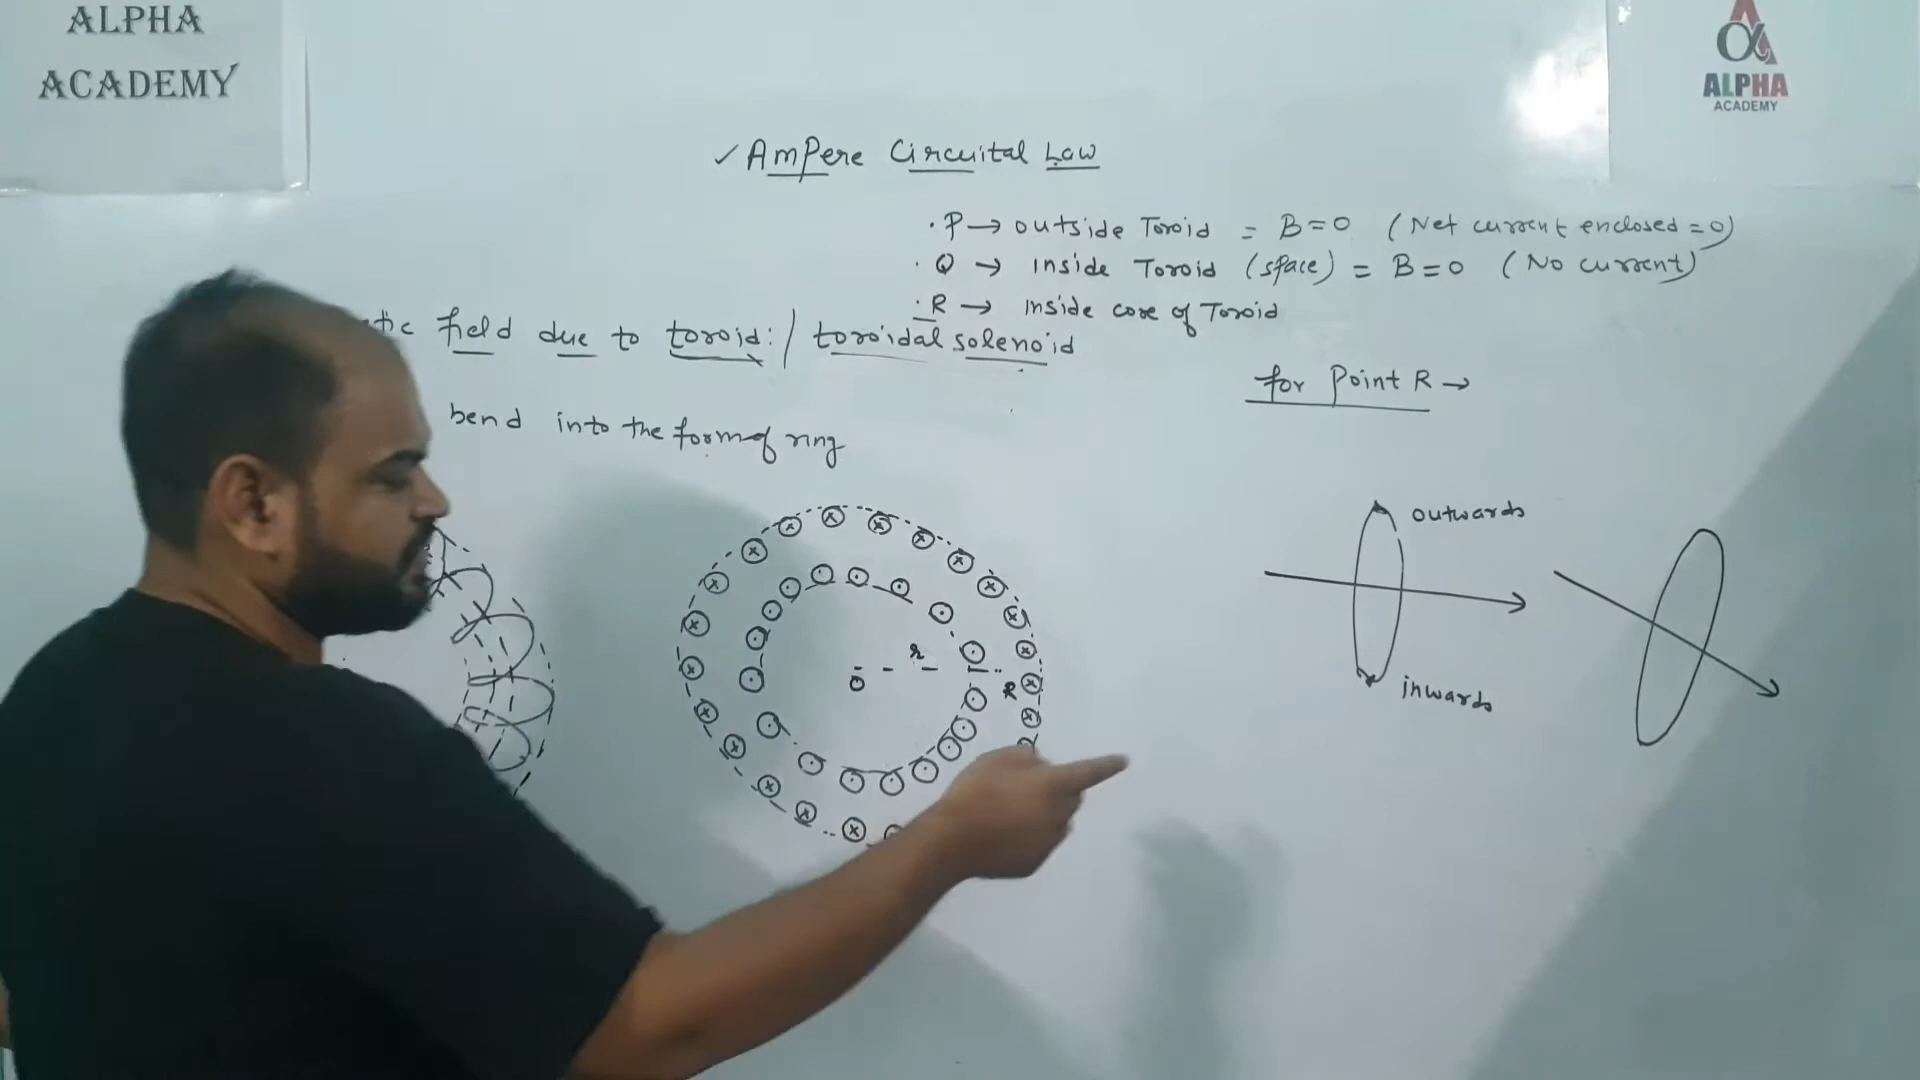 ALPHA
ACADEMY
ALPHA
ACADEMY
✓ Ampere Circuital Law
. P → outside Toroid = B=0 (Net current enclosed = 0)
. Q → inside Toroid (space) = B=0 (No current)
. R → inside core of Toroid
field due to toroid: / toroidal solenoid
for Point R →
bend into the form of ring
outwards
inwards
r
O
R